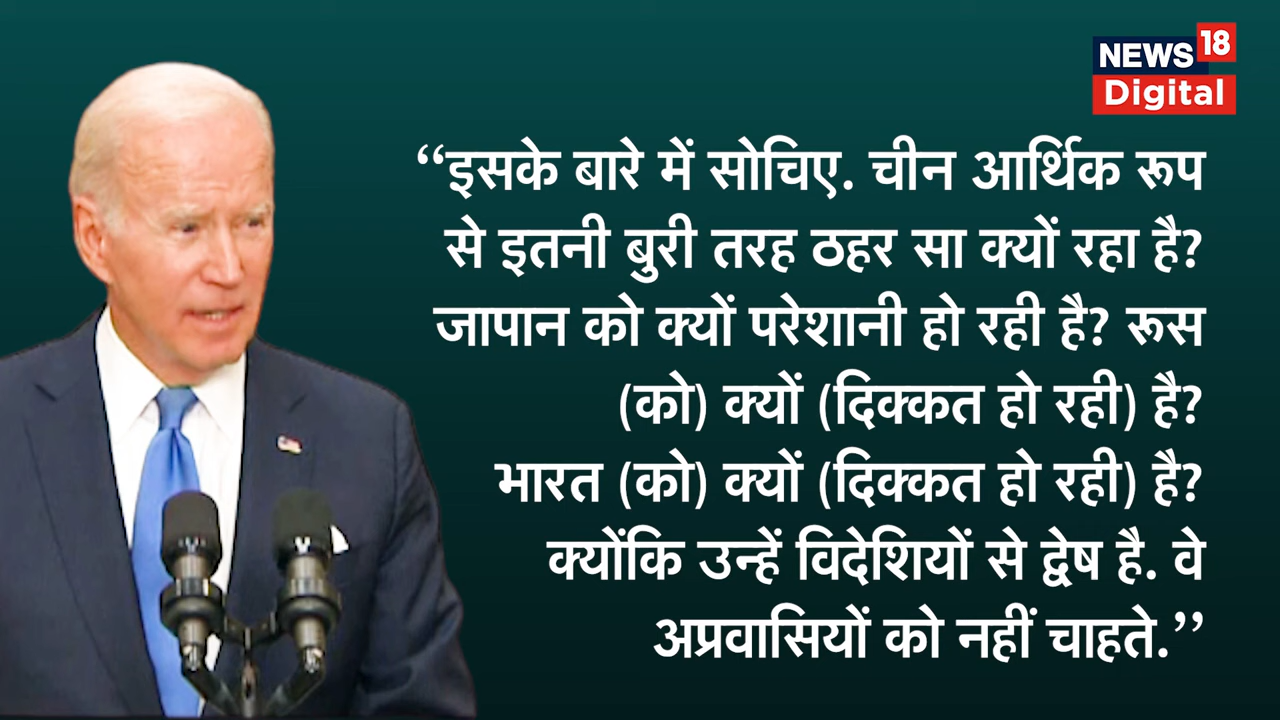 NEWS 18
Digital
“इसके बारे में सोचिए. चीन आर्थिक रूप
से इतनी बुरी तरह ठहर सा क्यों रहा है?
जापान को क्यों परेशानी हो रही है? रूस
(को) क्यों (दिक्कत हो रही) है?
भारत (को) क्यों (दिक्कत हो रही) है?
क्योंकि उन्हें विदेशियों से द्वेष है. वे
अप्रवासियों को नहीं चाहते.”